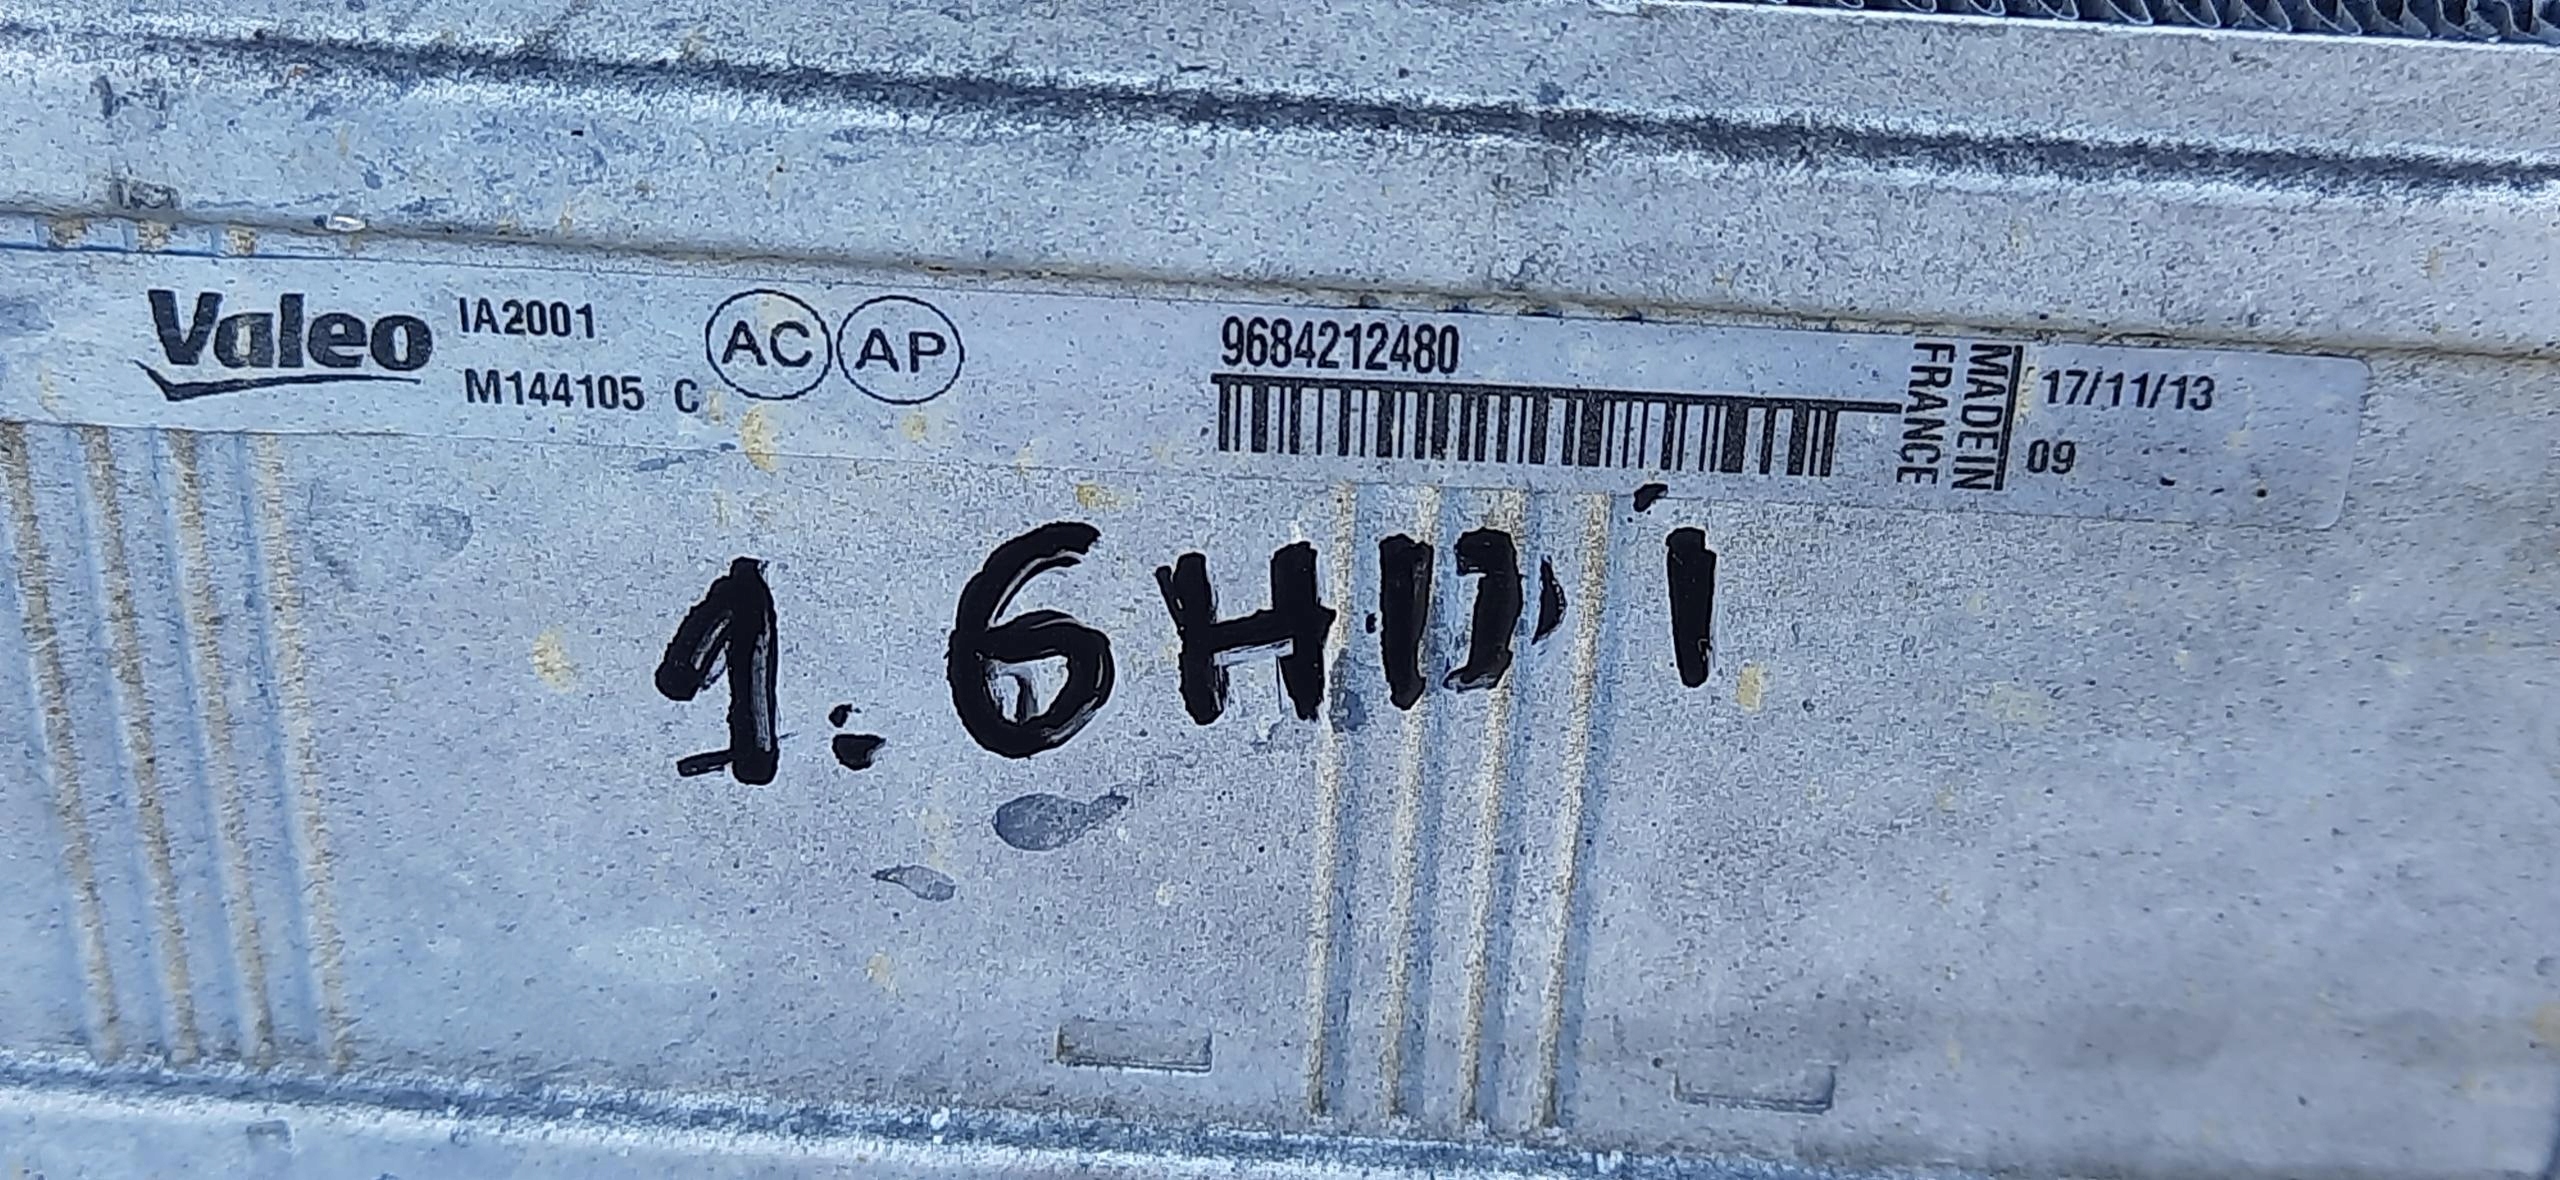 Valeo
IA2001
M144105 C
AC AP
9684212480
MADE IN
FRANCE
17/11/13
09
1.6HDi